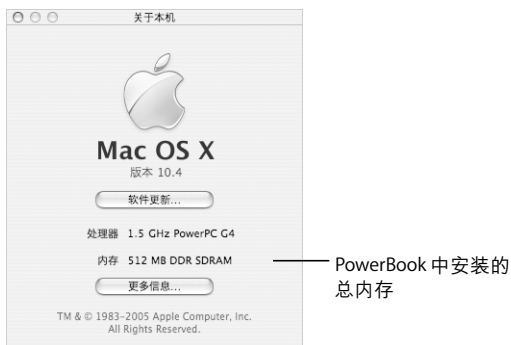 关于本机
Mac OS X
版本 10.4
软件更新...
处理器 1.5 GHz PowerPC G4
内存 512 MB DDR SDRAM
PowerBook 中安装的
总内存
更多信息...
TM & © 1983-2005 Apple Computer, Inc.
All Rights Reserved.